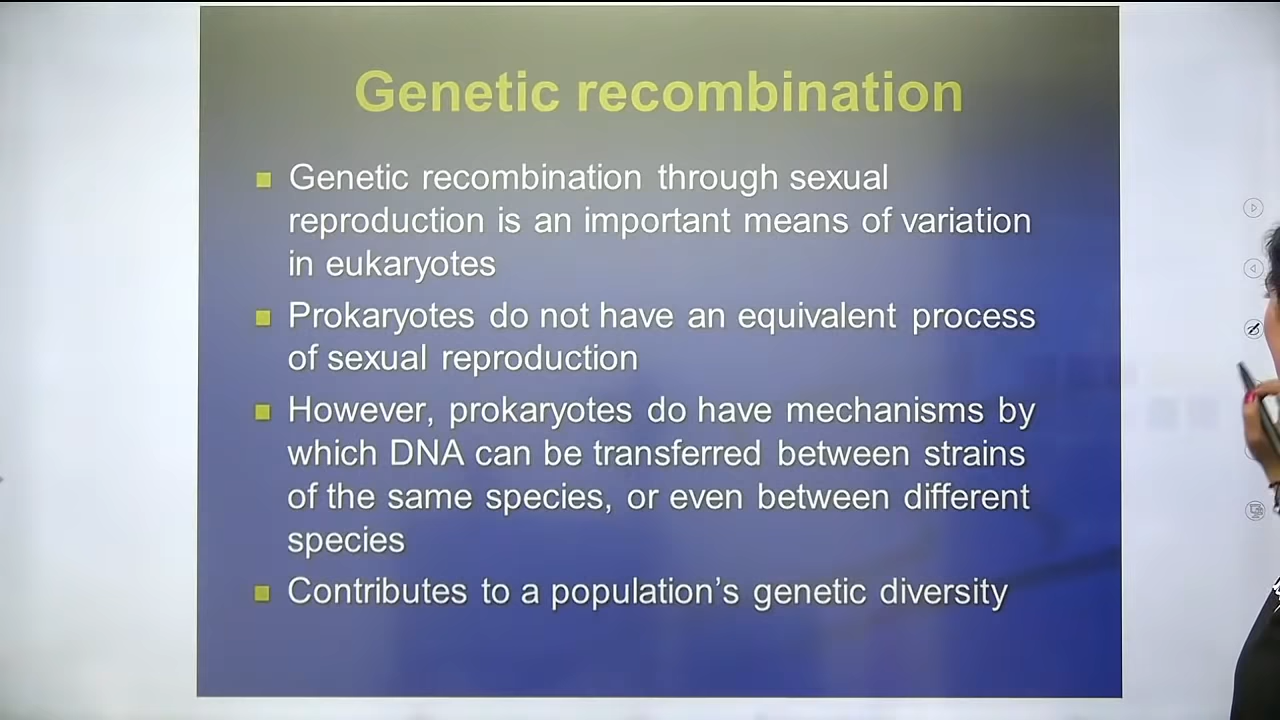 Genetic recombination
Genetic recombination through sexual
reproduction is an important means of variation
in eukaryotes
Prokaryotes do not have an equivalent process
of sexual reproduction
However, prokaryotes do have mechanisms by
which DNA can be transferred between strains
of the same species, or even between different
species
Contributes to a population’s genetic diversity